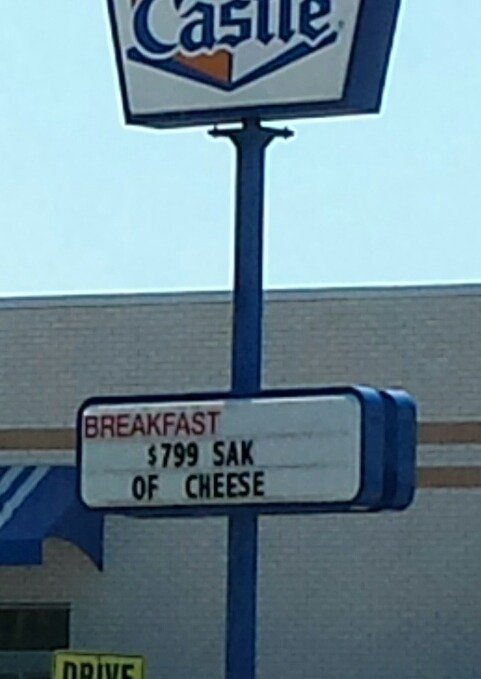 Castle
BREAKFAST
$799 SAK
OF CHEESE
DRIVE